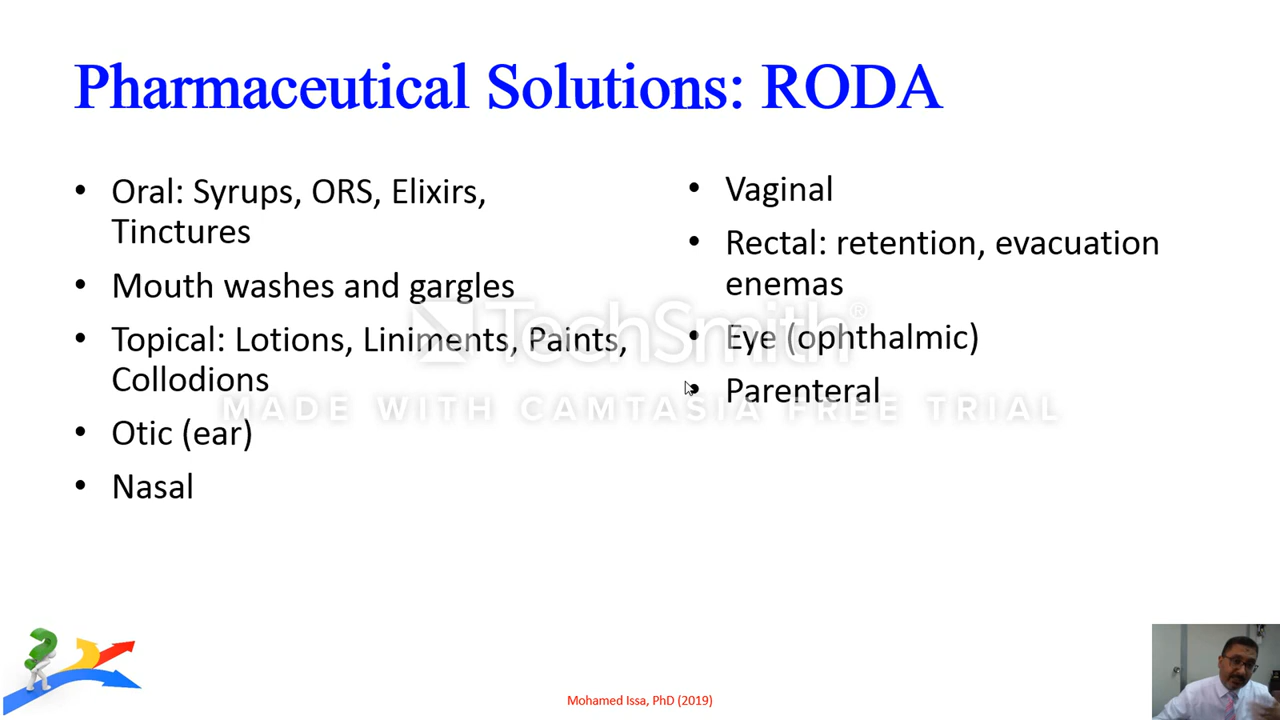 Pharmaceutical Solutions: RODA
• Oral: Syrups, ORS, Elixirs,
Tinctures
• Mouth washes and gargles
• Topical: Lotions, Liniments, Paints,
Collodions
• Otic (ear)
• Nasal
• Vaginal
• Rectal: retention, evacuation
enemas
• Eye (ophthalmic)
• Parenteral
TechSmith®
MADE WITH CAMTASIA FREE TRIAL
Mohamed Issa, PhD (2019)